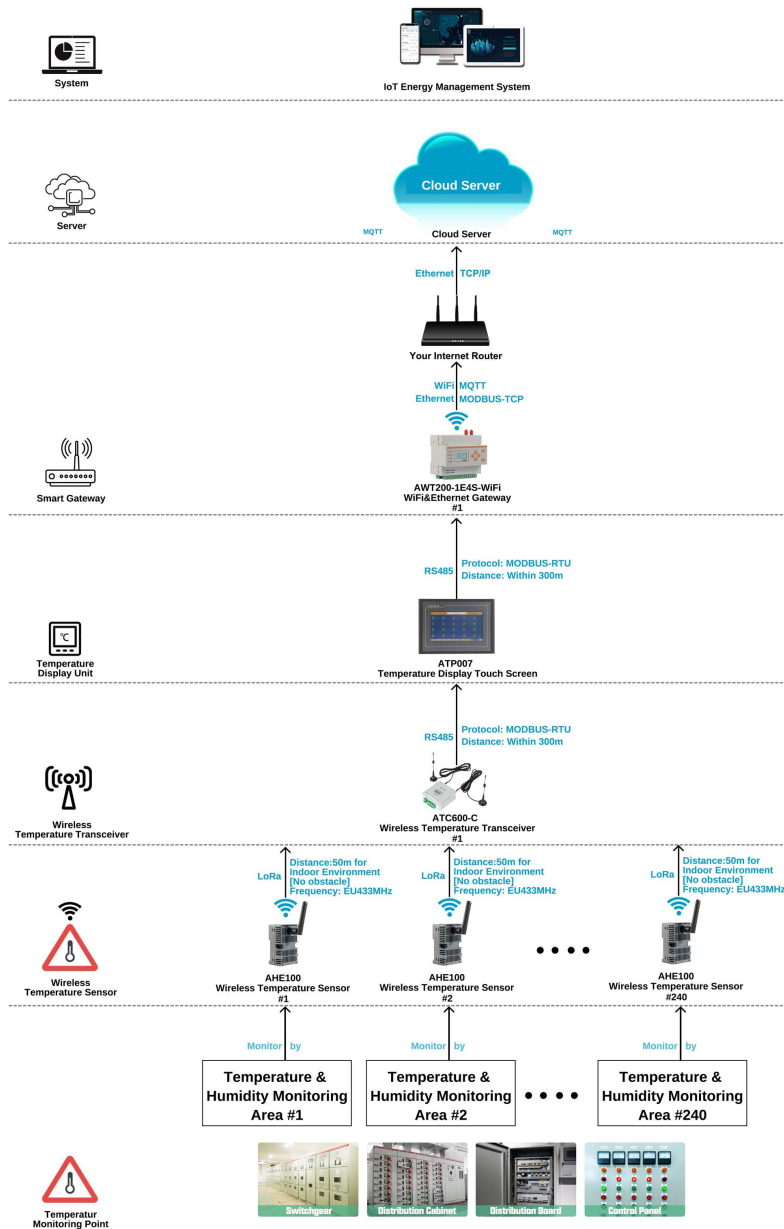 System
IoT Energy Management System
Cloud Server
Server
MQTT
Cloud Server
MQTT
Ethernet TCP/IP
Your Internet Router
WiFi MQTT
Ethernet MODBUS-TCP
Smart Gateway
AWT200-1E4S-WiFi
WiFi&Ethernet Gateway
#1
RS485
Protocol: MODBUS-RTU
Distance: Within 300m
℃
Temperature
Display Unit
ATP007
Temperature Display Touch Screen
RS485
Protocol: MODBUS-RTU
Distance: Within 300m
Wireless
Temperature Transceiver
ATC600-C
Wireless Temperature Transceiver
#1
LoRa
Distance:50m for
Indoor Environment
[No obstacle]
Frequency: EU433MHz
LoRa
Distance:50m for
Indoor Environment
[No obstacle]
Frequency: EU433MHz
LoRa
Distance:50m for
Indoor Environment
[No obstacle]
Frequency: EU433MHz
Wireless
Temperature Sensor
AHE100
Wireless Temperature Sensor
#1
AHE100
Wireless Temperature Sensor
#2
AHE100
Wireless Temperature Sensor
#240
Monitor by
Monitor by
Monitor by
Temperature &
Humidity Monitoring
Area #1
Temperature &
Humidity Monitoring
Area #2
Temperature &
Humidity Monitoring
Area #240
Temperatur
Monitoring Point
Switchgear
Distribution Cabinet
Distribution Board
Control Panel